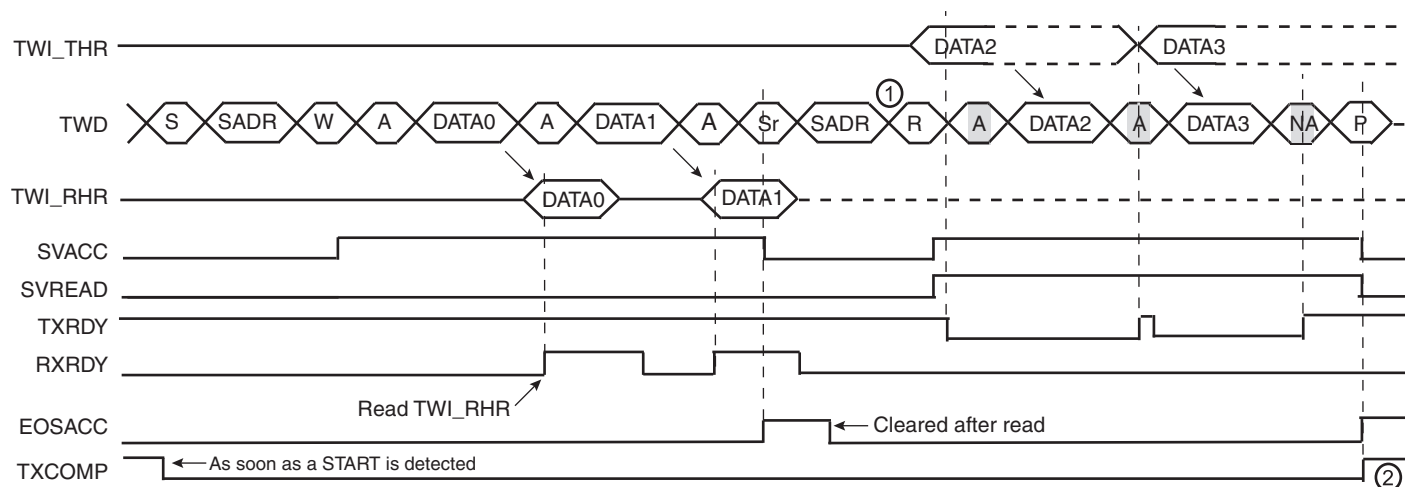 TWI_THR DATA2 DATA3
①
TWD S SADR W A DATA0 A DATA1 A Sr SADR R A DATA2 A DATA3 NA P
TWI_RHR DATA0 DATA1
SVACC
SVREAD
TXRDY
RXRDY
Read TWI_RHR
EOSACC Cleared after read
TXCOMP As soon as a START is detected ②